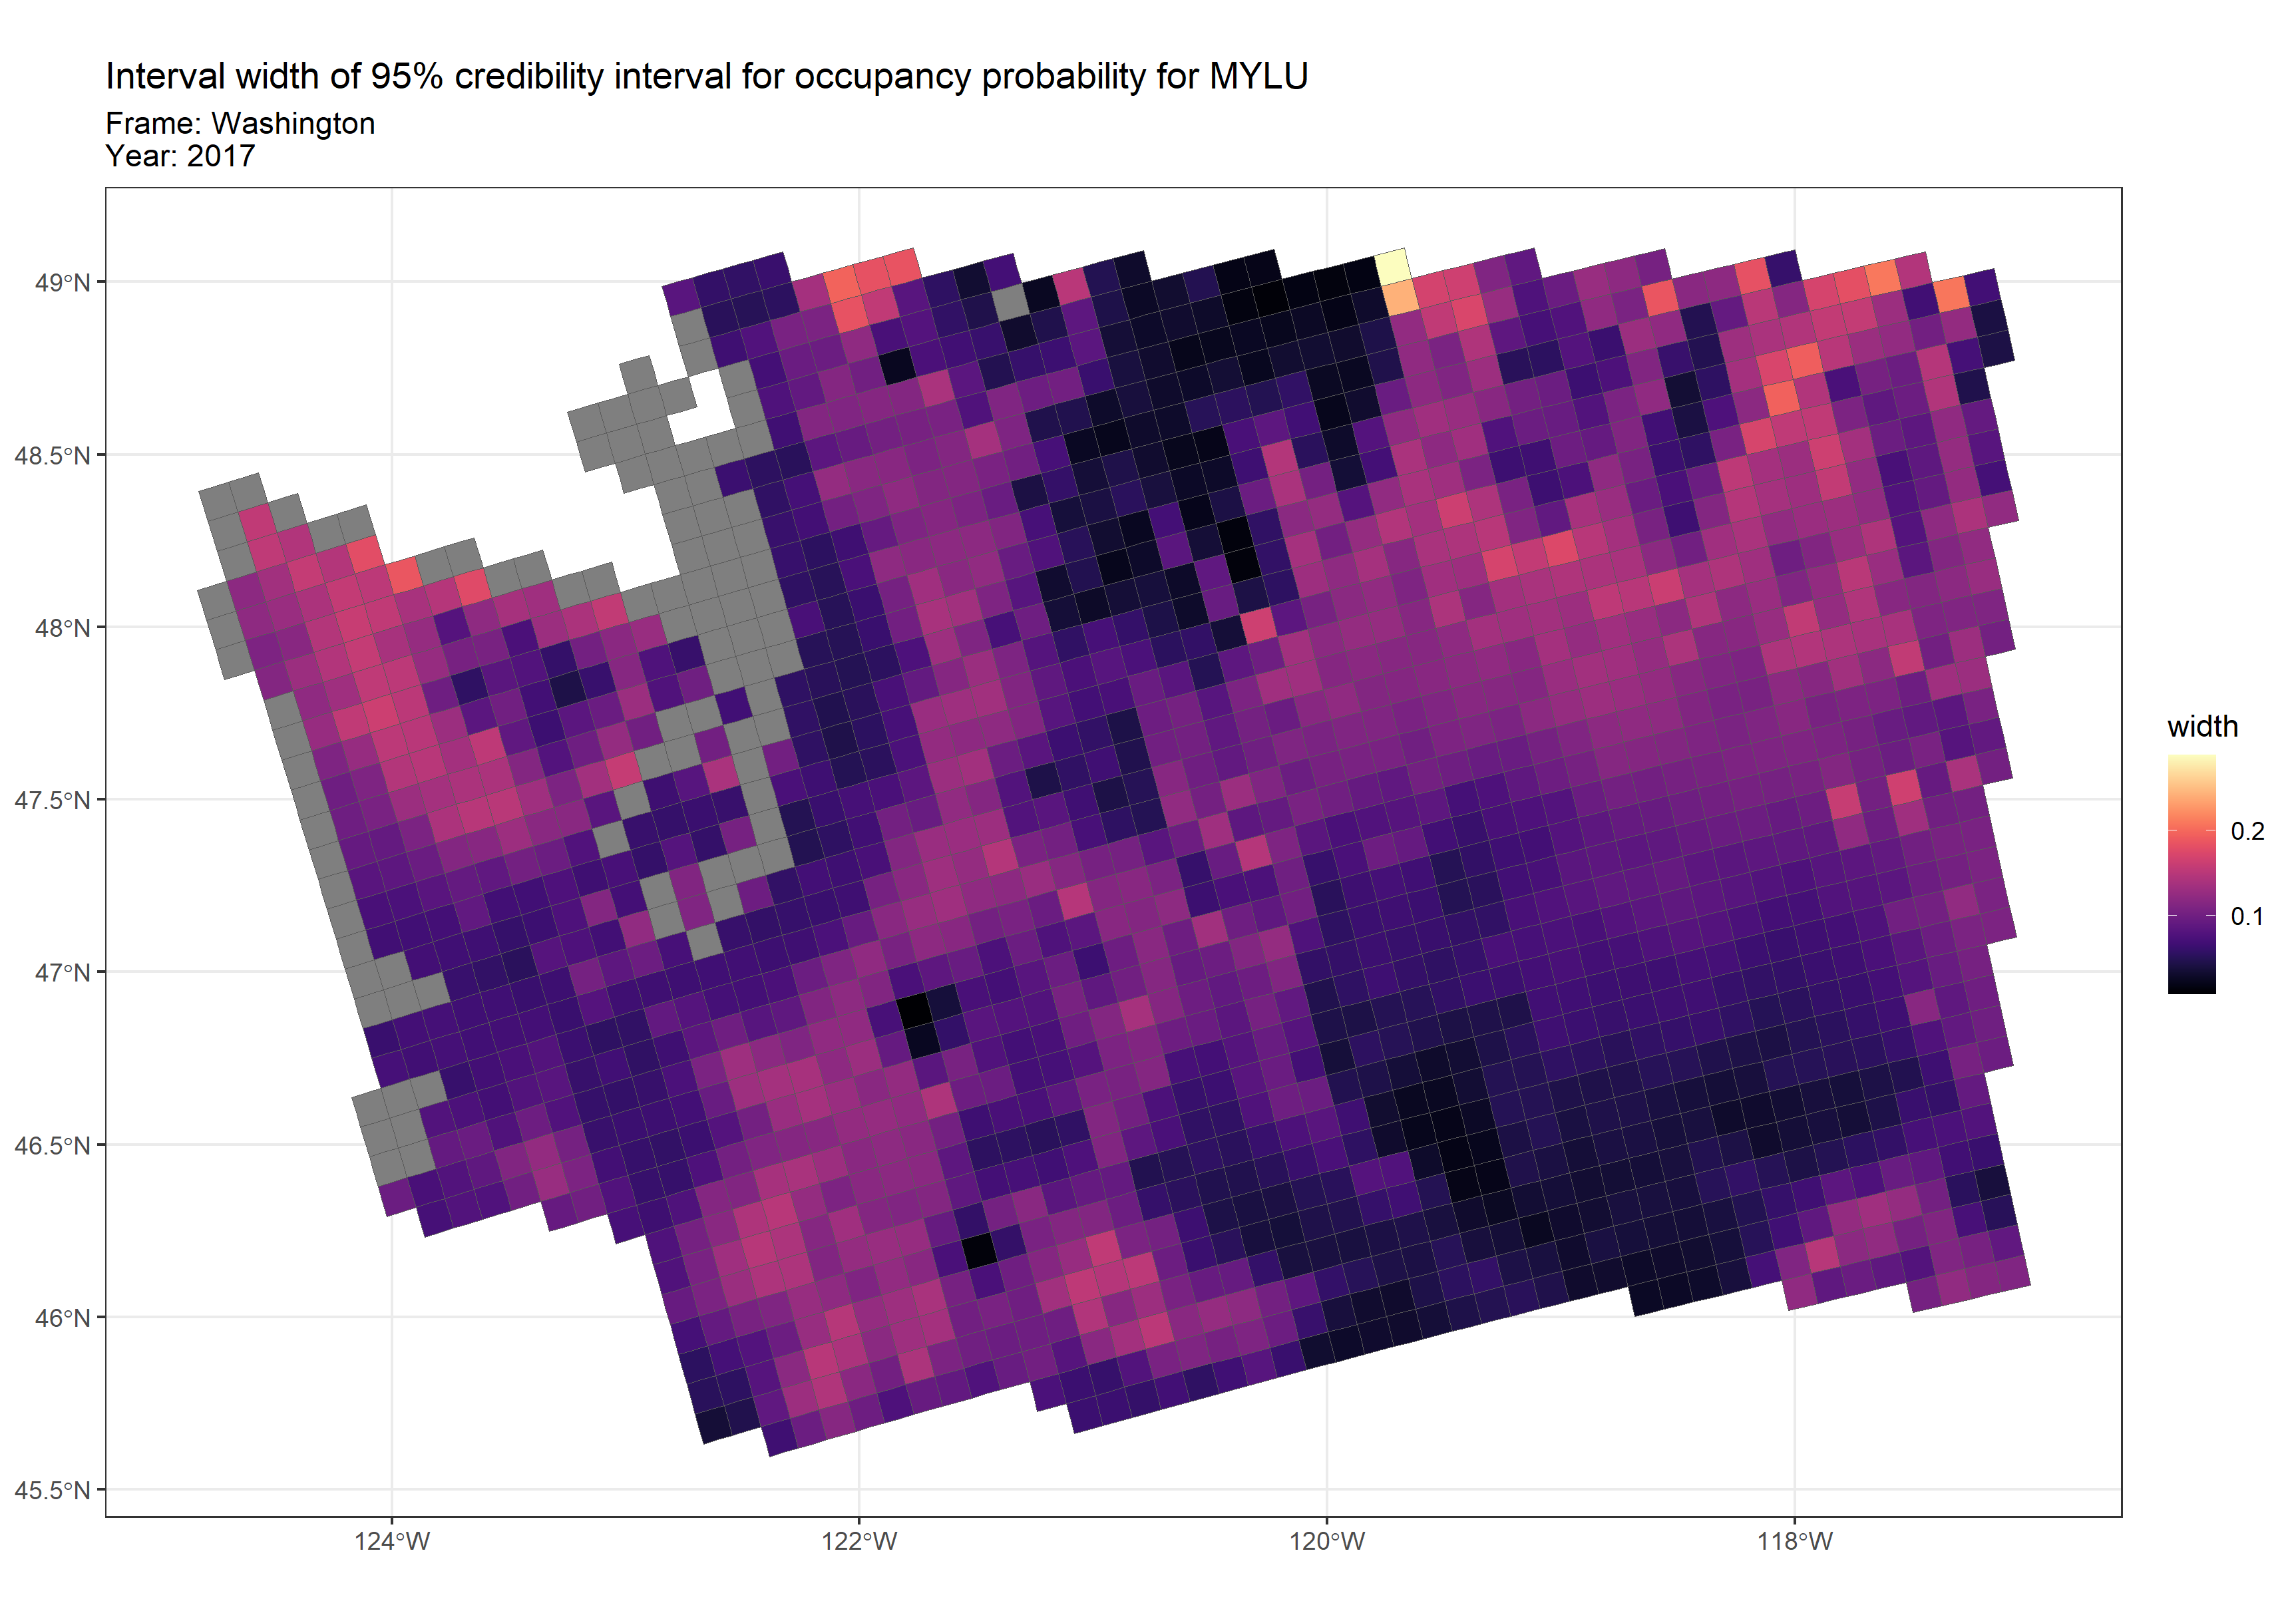 Interval width of 95% credibility interval for occupancy probability for MYLU
Frame: Washington
Year: 2017
49°N
48.5°N
48°N
47.5°N
47°N
46.5°N
46°N
45.5°N
124°W
122°W
120°W
118°W
width
0.2
0.1